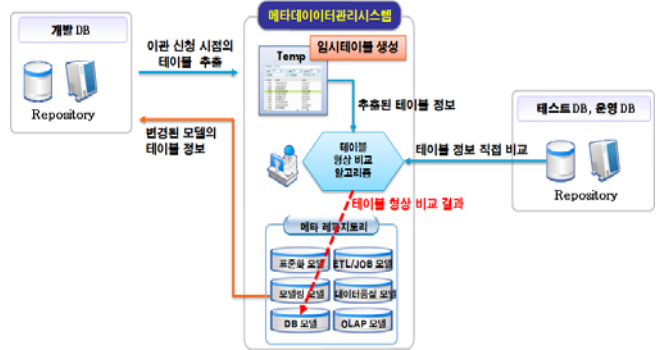 메타데이터관리시스템
개발 DB
Repository
이관 신청 시점의
테이블 추출
Temp
임시테이블 생성
추출된 테이블 정보
변경된 모델의
테이블 정보
테이블
형상 비교
알고리즘
테이블 정보 직접 비교
테스트 DB, 운영 DB
Repository
테이블 형상 비교 결과
메타 레파지토리
표준화 모델
ETL/JOB 모델
모델링 모델
데이터품질 모델
DB 모델
OLAP 모델